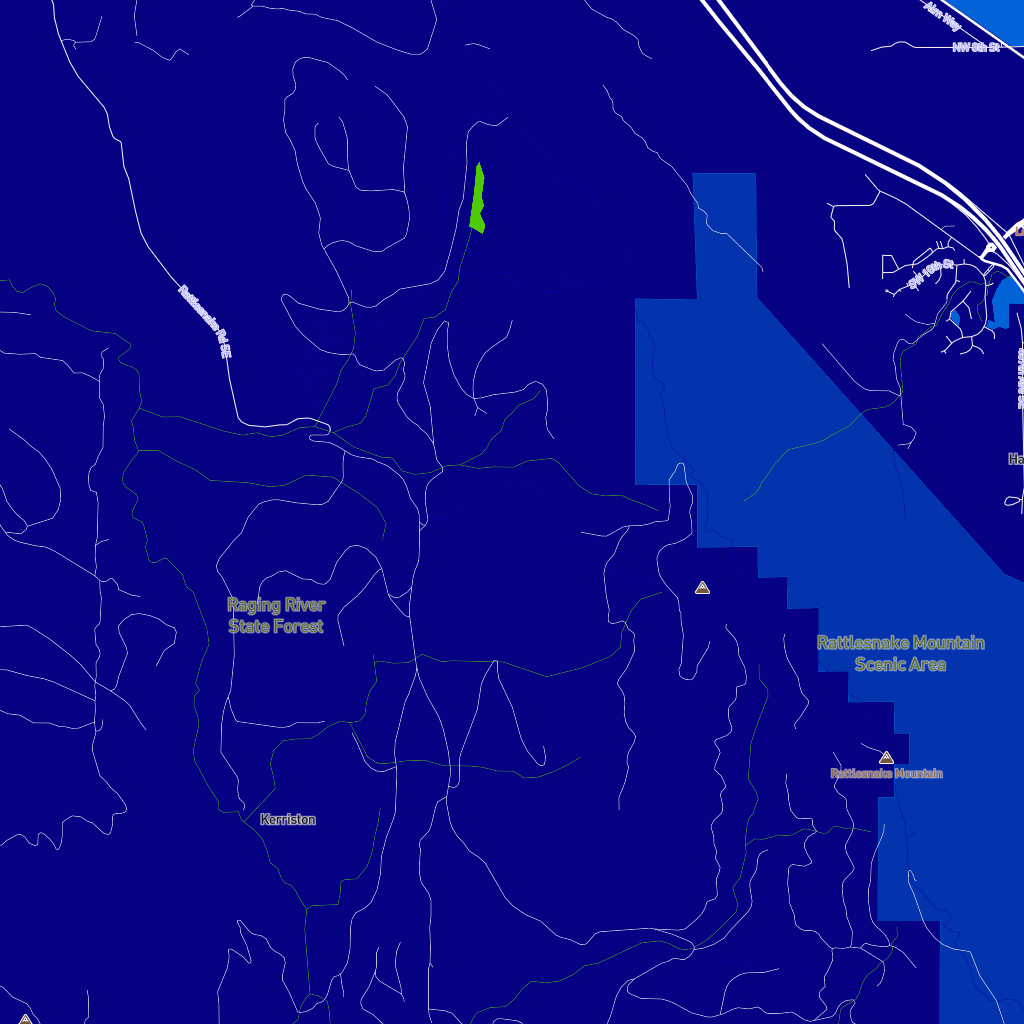 Alm Way
NW 8th St
SW 10th St
Rattlesnake Rd SE
Raging River
State Forest
Rattlesnake Mountain
Scenic Area
Rattlesnake Mountain
Kerriston